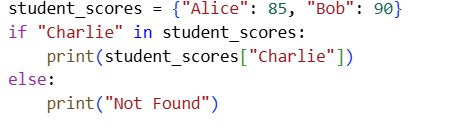 student_scores = {"Alice": 85, "Bob": 90}
if "Charlie" in student_scores:
    print(student_scores["Charlie"])
else:
    print("Not Found")